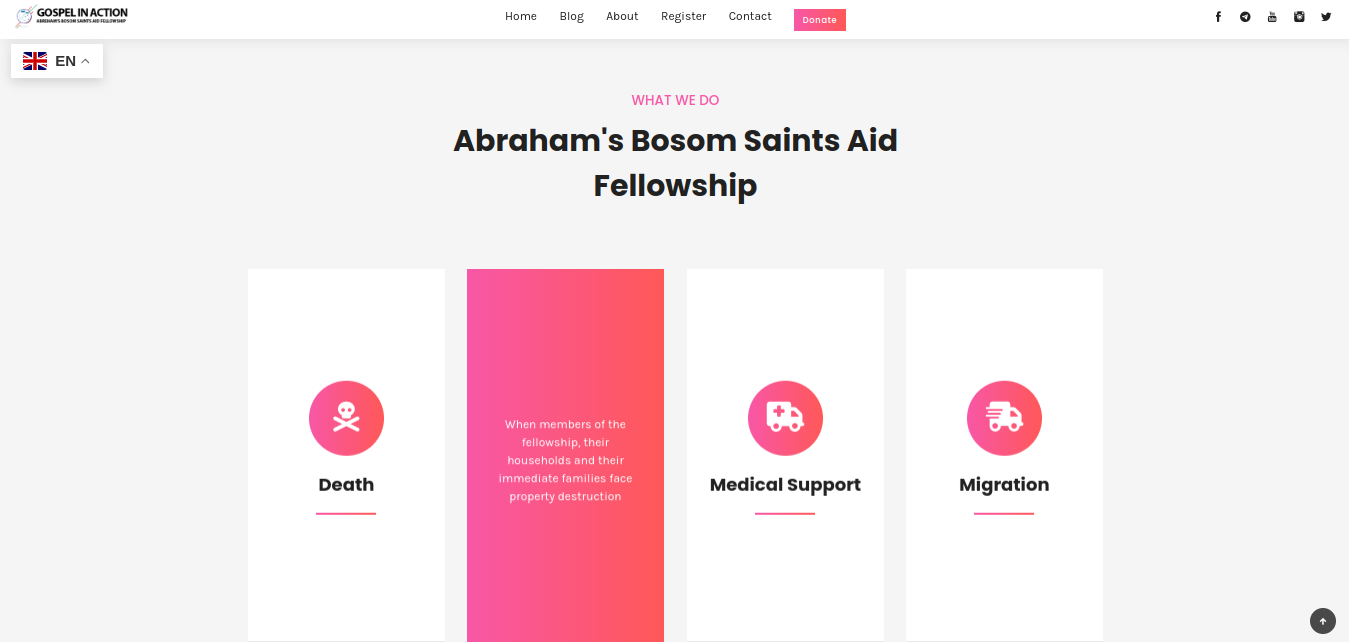 GOSPEL IN ACTION
ABRAHAM'S BOSOM SAINTS AID FELLOWSHIP
Home Blog About Register Contact Donate
EN
WHAT WE DO
Abraham's Bosom Saints Aid
Fellowship
Death
When members of the
fellowship, their
households and their
immediate families face
property destruction
Medical Support
Migration